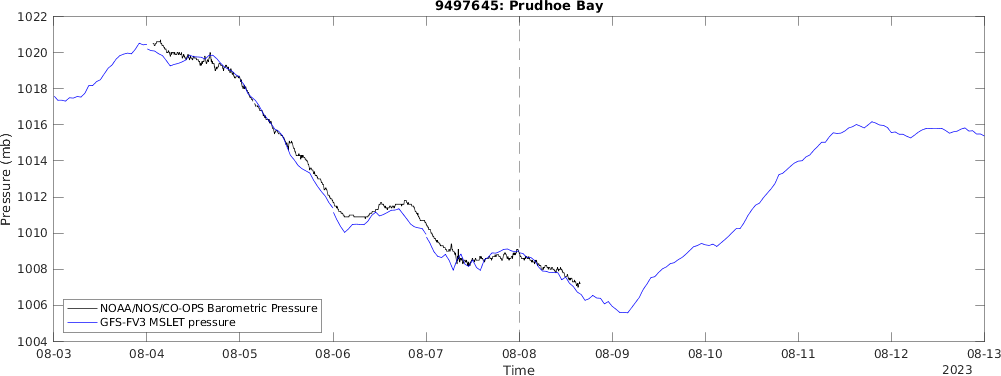 9497645: Prudhoe Bay
1022
1020
1018
1016
1014
1012
1010
1008
1006
1004
Pressure (mb)
NOAA/NOS/CO-OPS Barometric Pressure
GFS-FV3 MSLET pressure
08-03 08-04 08-05 08-06 08-07 08-08 08-09 08-10 08-11 08-12 08-13
Time
2023